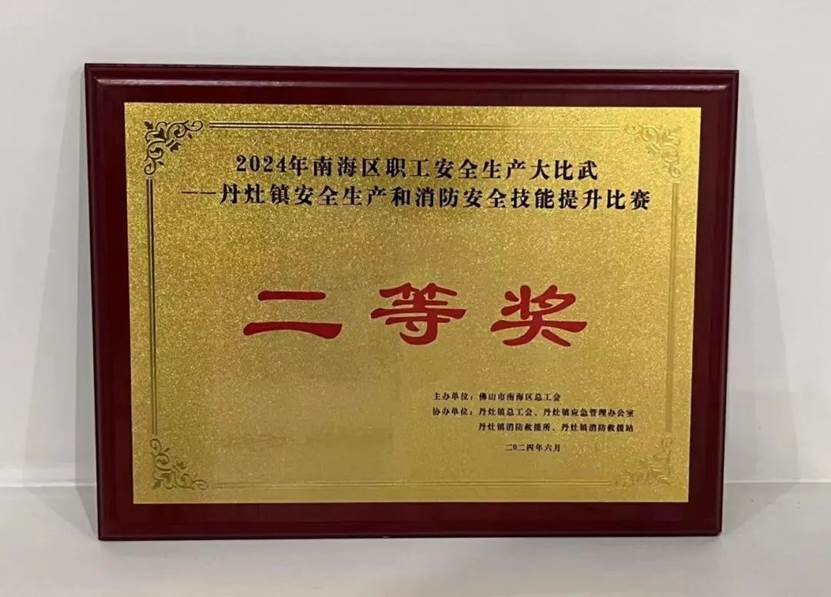 2024年南海区职工安全生产大比武
——丹灶镇安全生产和消防安全技能提升比赛
二等奖
主办单位：佛山市南海区总工会
协办单位：丹灶镇总工会、丹灶镇应急管理办公室
丹灶镇消防救援所、丹灶镇消防救援站
二〇二四年六月